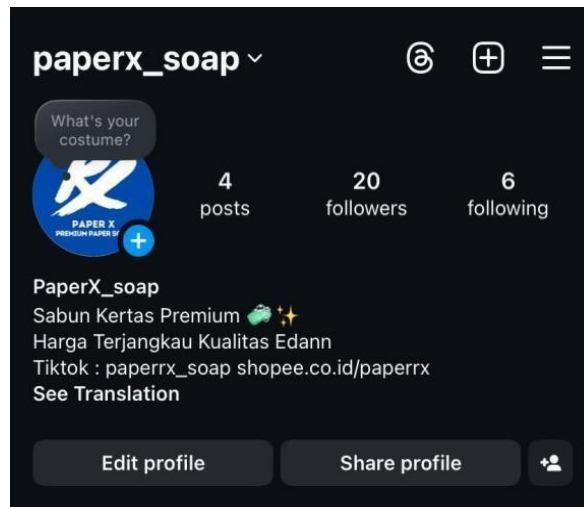 paperx_soap
What's your
costume?
PAPER X
PREMIUM PAPER
4
posts
20
followers
6
following
PaperX_soap
Sabun Kertas Premium 🧼✨
Harga Terjangkau Kualitas Edann
Tiktok : paperrx_soap shopee.co.id/paperrx
See Translation
Edit profile
Share profile